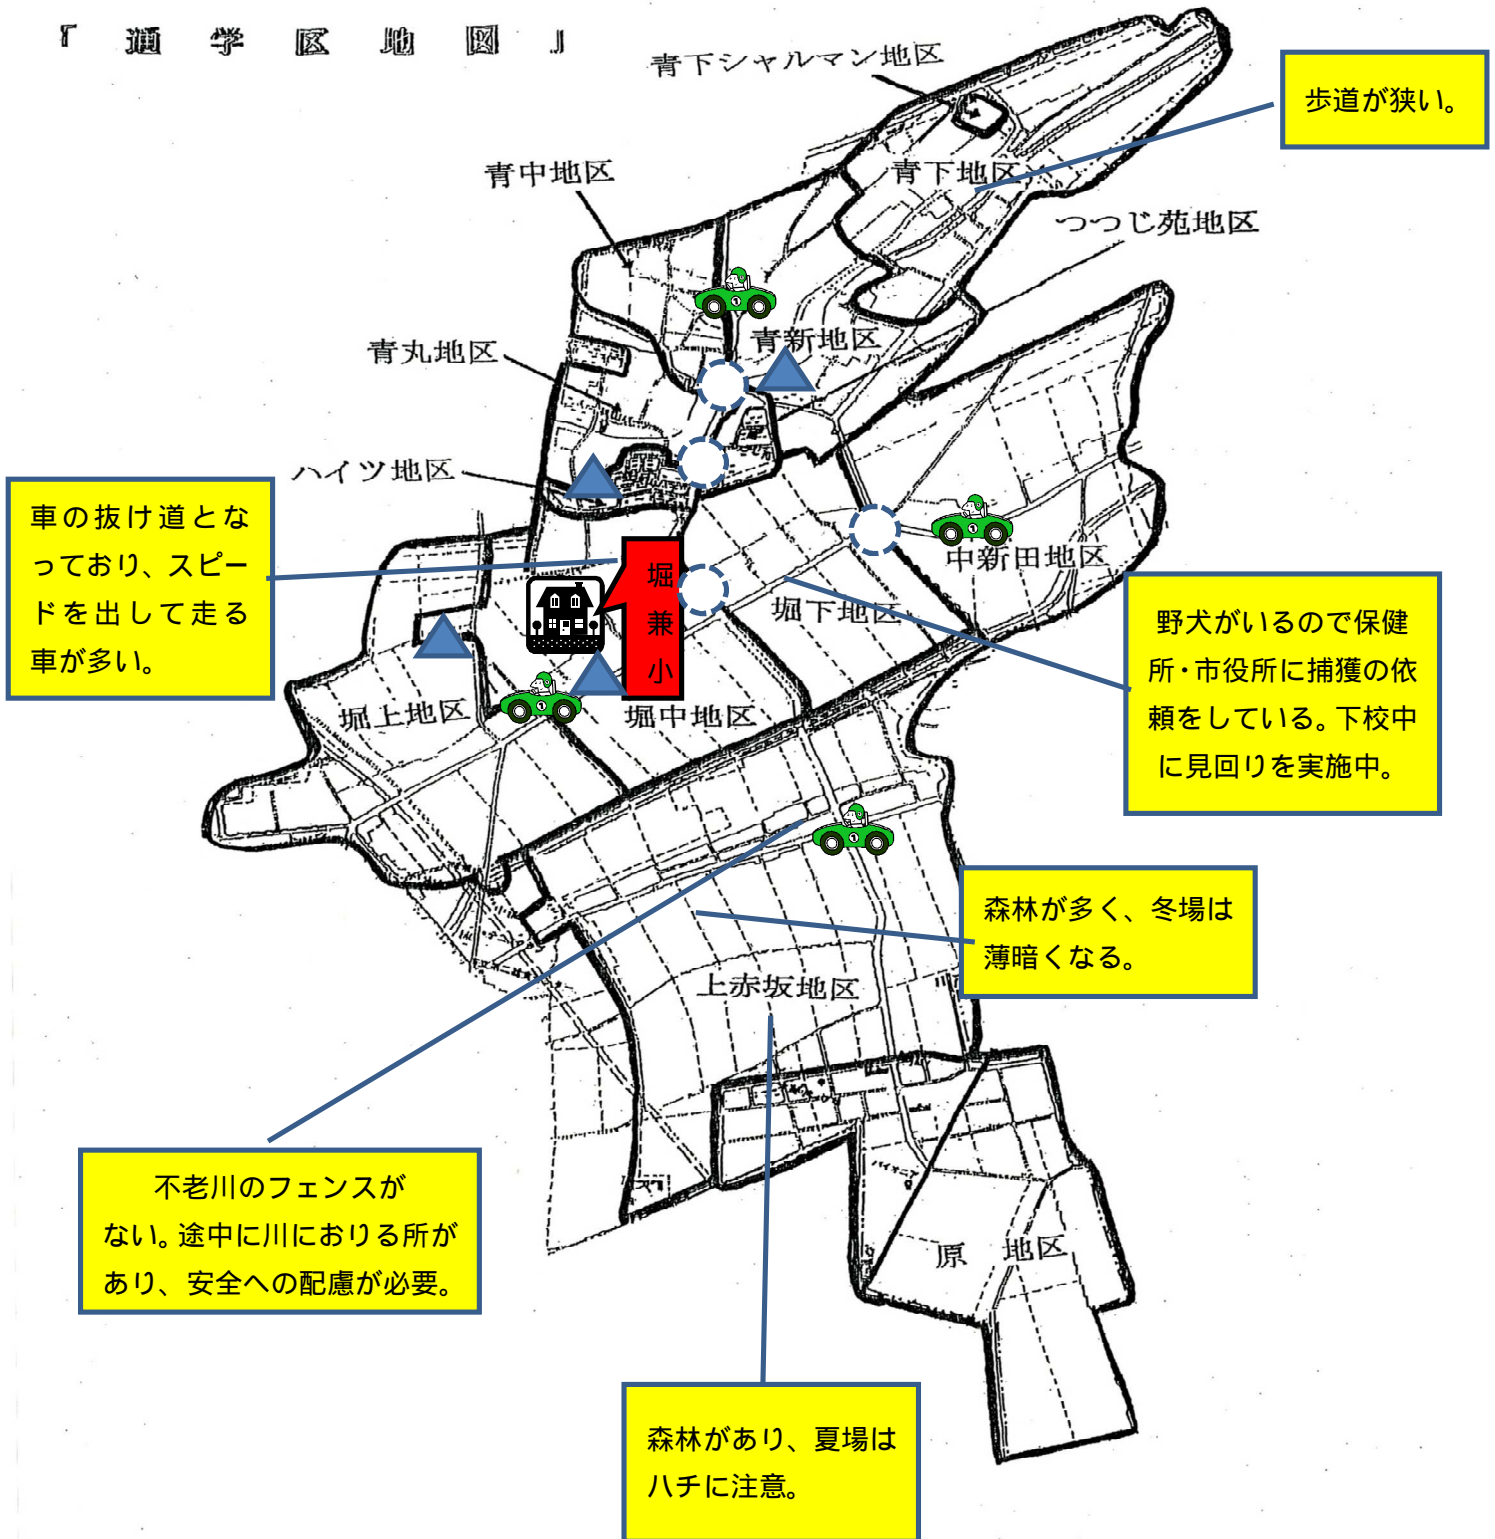 「通学区地図」
青下シャルマン地区
歩道が狭い。
青中地区
青下地区
つつじ苑地区
青新地区
青丸地区
ハイツ地区
車の抜け道とな
っており、スピー
ドを出して走る
車が多い。
中新田地区
堀兼小
堀下地区
野犬がいるので保健
所・市役所に捕獲の依
頼をしている。下校中
に見回りを実施中。
堀上地区
堀中地区
森林が多く、冬場は
薄暗くなる。
上赤坂地区
不老川のフェンスが
ない。途中に川におりる所が
あり、安全への配慮が必要。
原 地区
森林があり、夏場は
ハチに注意。